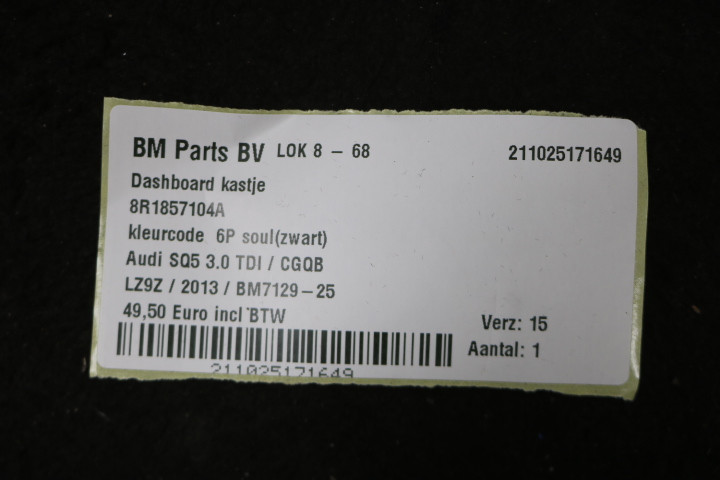 BM Parts BV LOK 8 – 68 211025171649
Dashboard kastje
8R1857104A
kleurcode 6P soul(zwart)
Audi SQ5 3.0 TDI / CGQB
LZ9Z / 2013 / BM7129–25
49,50 Euro incl BTW
Verz: 15
Aantal: 1
211025171649